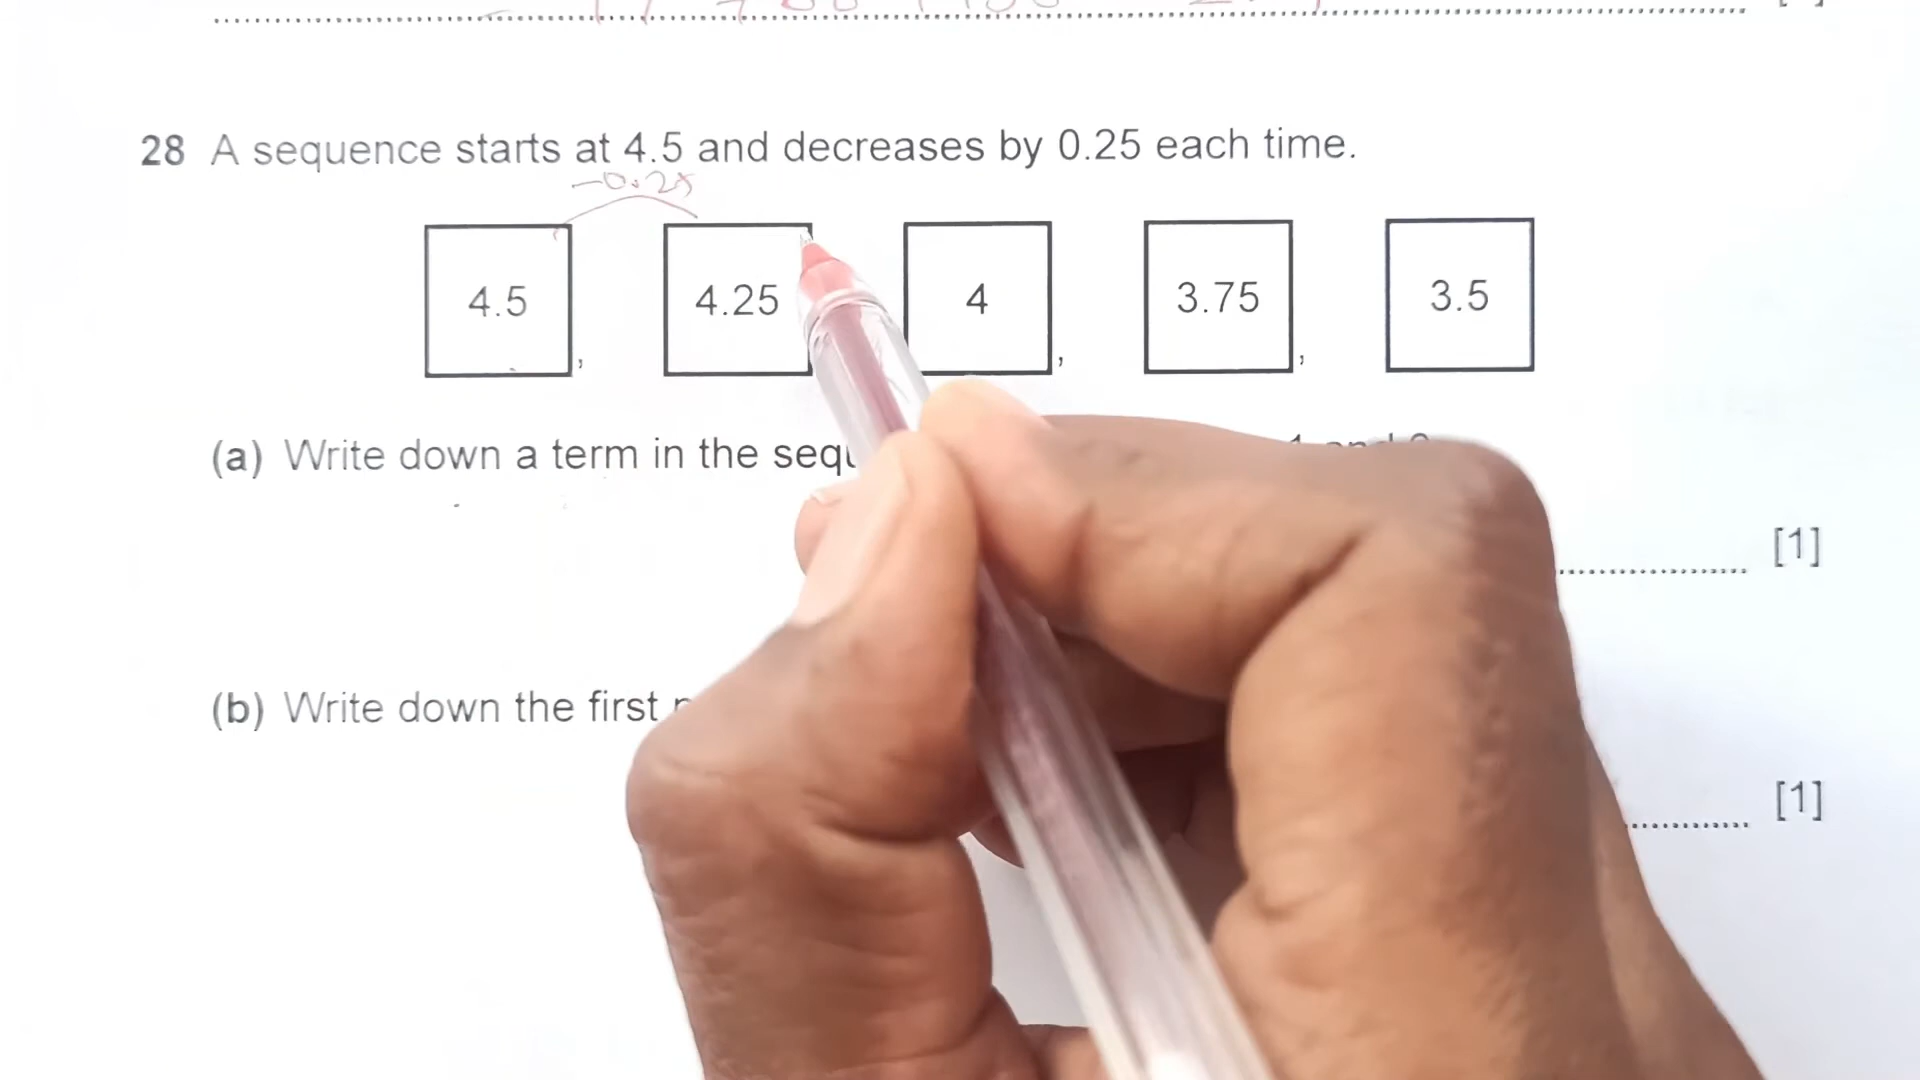 28 A sequence starts at 4.5 and decreases by 0.25 each time.
-0.25
4.5 , 4.25 4 , 3.75 , 3.5
(a) Write down a term in the
[1]
(b) Write down the first
[1]